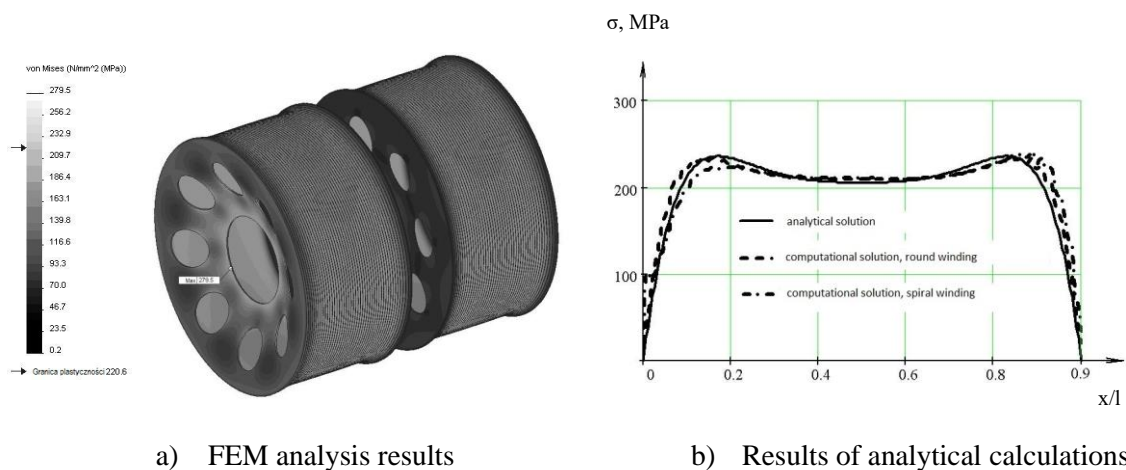 von Mises (N/mm^2 (MPa))
279.5
256.2
232.9
209.7
186.4
163.1
139.8
116.6
93.3
70.0
46.7
23.5
0.2
Granica plastyczności 220.6
Max: 279.5
σ, MPa
300
200
100
analytical solution
computational solution, round winding
computational solution, spiral winding
0 0.2 0.4 0.6 0.8 0.9
x/l
a) FEM analysis results
b) Results of analytical calculations